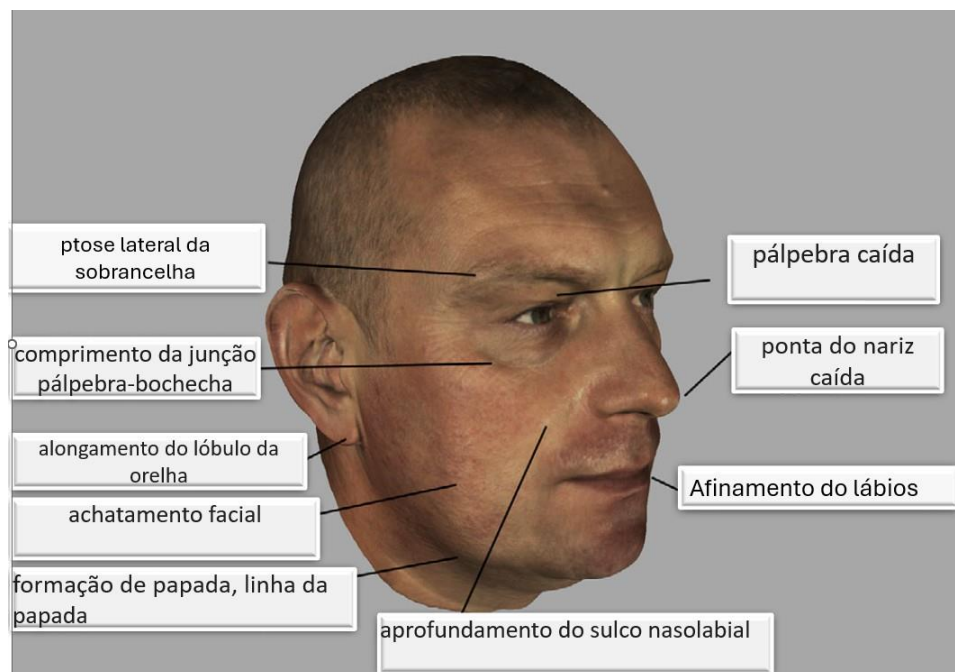 ptose lateral da
sobrancelha
pálpebra caída
comprimento da junção
pálpebra-bochecha
ponta do nariz
caída
alongamento do lóbulo da
orelha
Afinamento do lábios
achatamento facial
formação de papada, linha da
papada
aprofundamento do sulco nasolabial